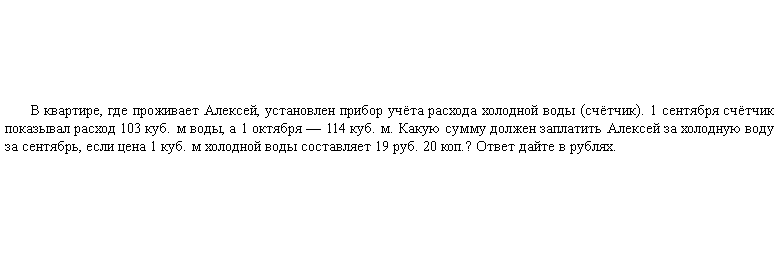 В квартире, где проживает Алексей, установлен прибор учёта расхода холодной воды (счётчик). 1 сентября счётчик
показывал расход 103 куб. м воды, а 1 октября — 114 куб. м. Какую сумму должен заплатить Алексей за холодную воду
за сентябрь, если цена 1 куб. м холодной воды составляет 19 руб. 20 коп.? Ответ дайте в рублях.